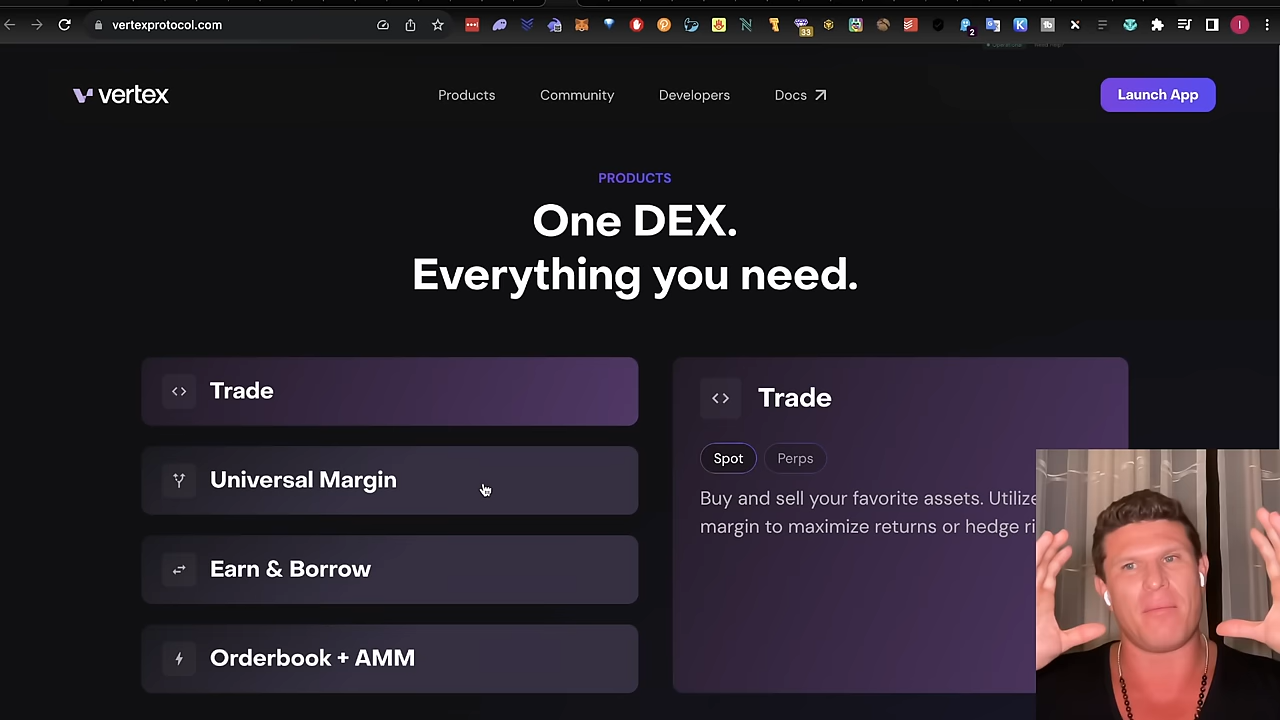 vertexprotocol.com
33
2
I
vertex
Products
Community
Developers
Docs
Launch App
PRODUCTS
One DEX.
Everything you need.
Trade
Universal Margin
Earn & Borrow
Orderbook + AMM
Trade
Spot
Perps
Buy and sell your favorite assets. Utilize
margin to maximize returns or hedge ri